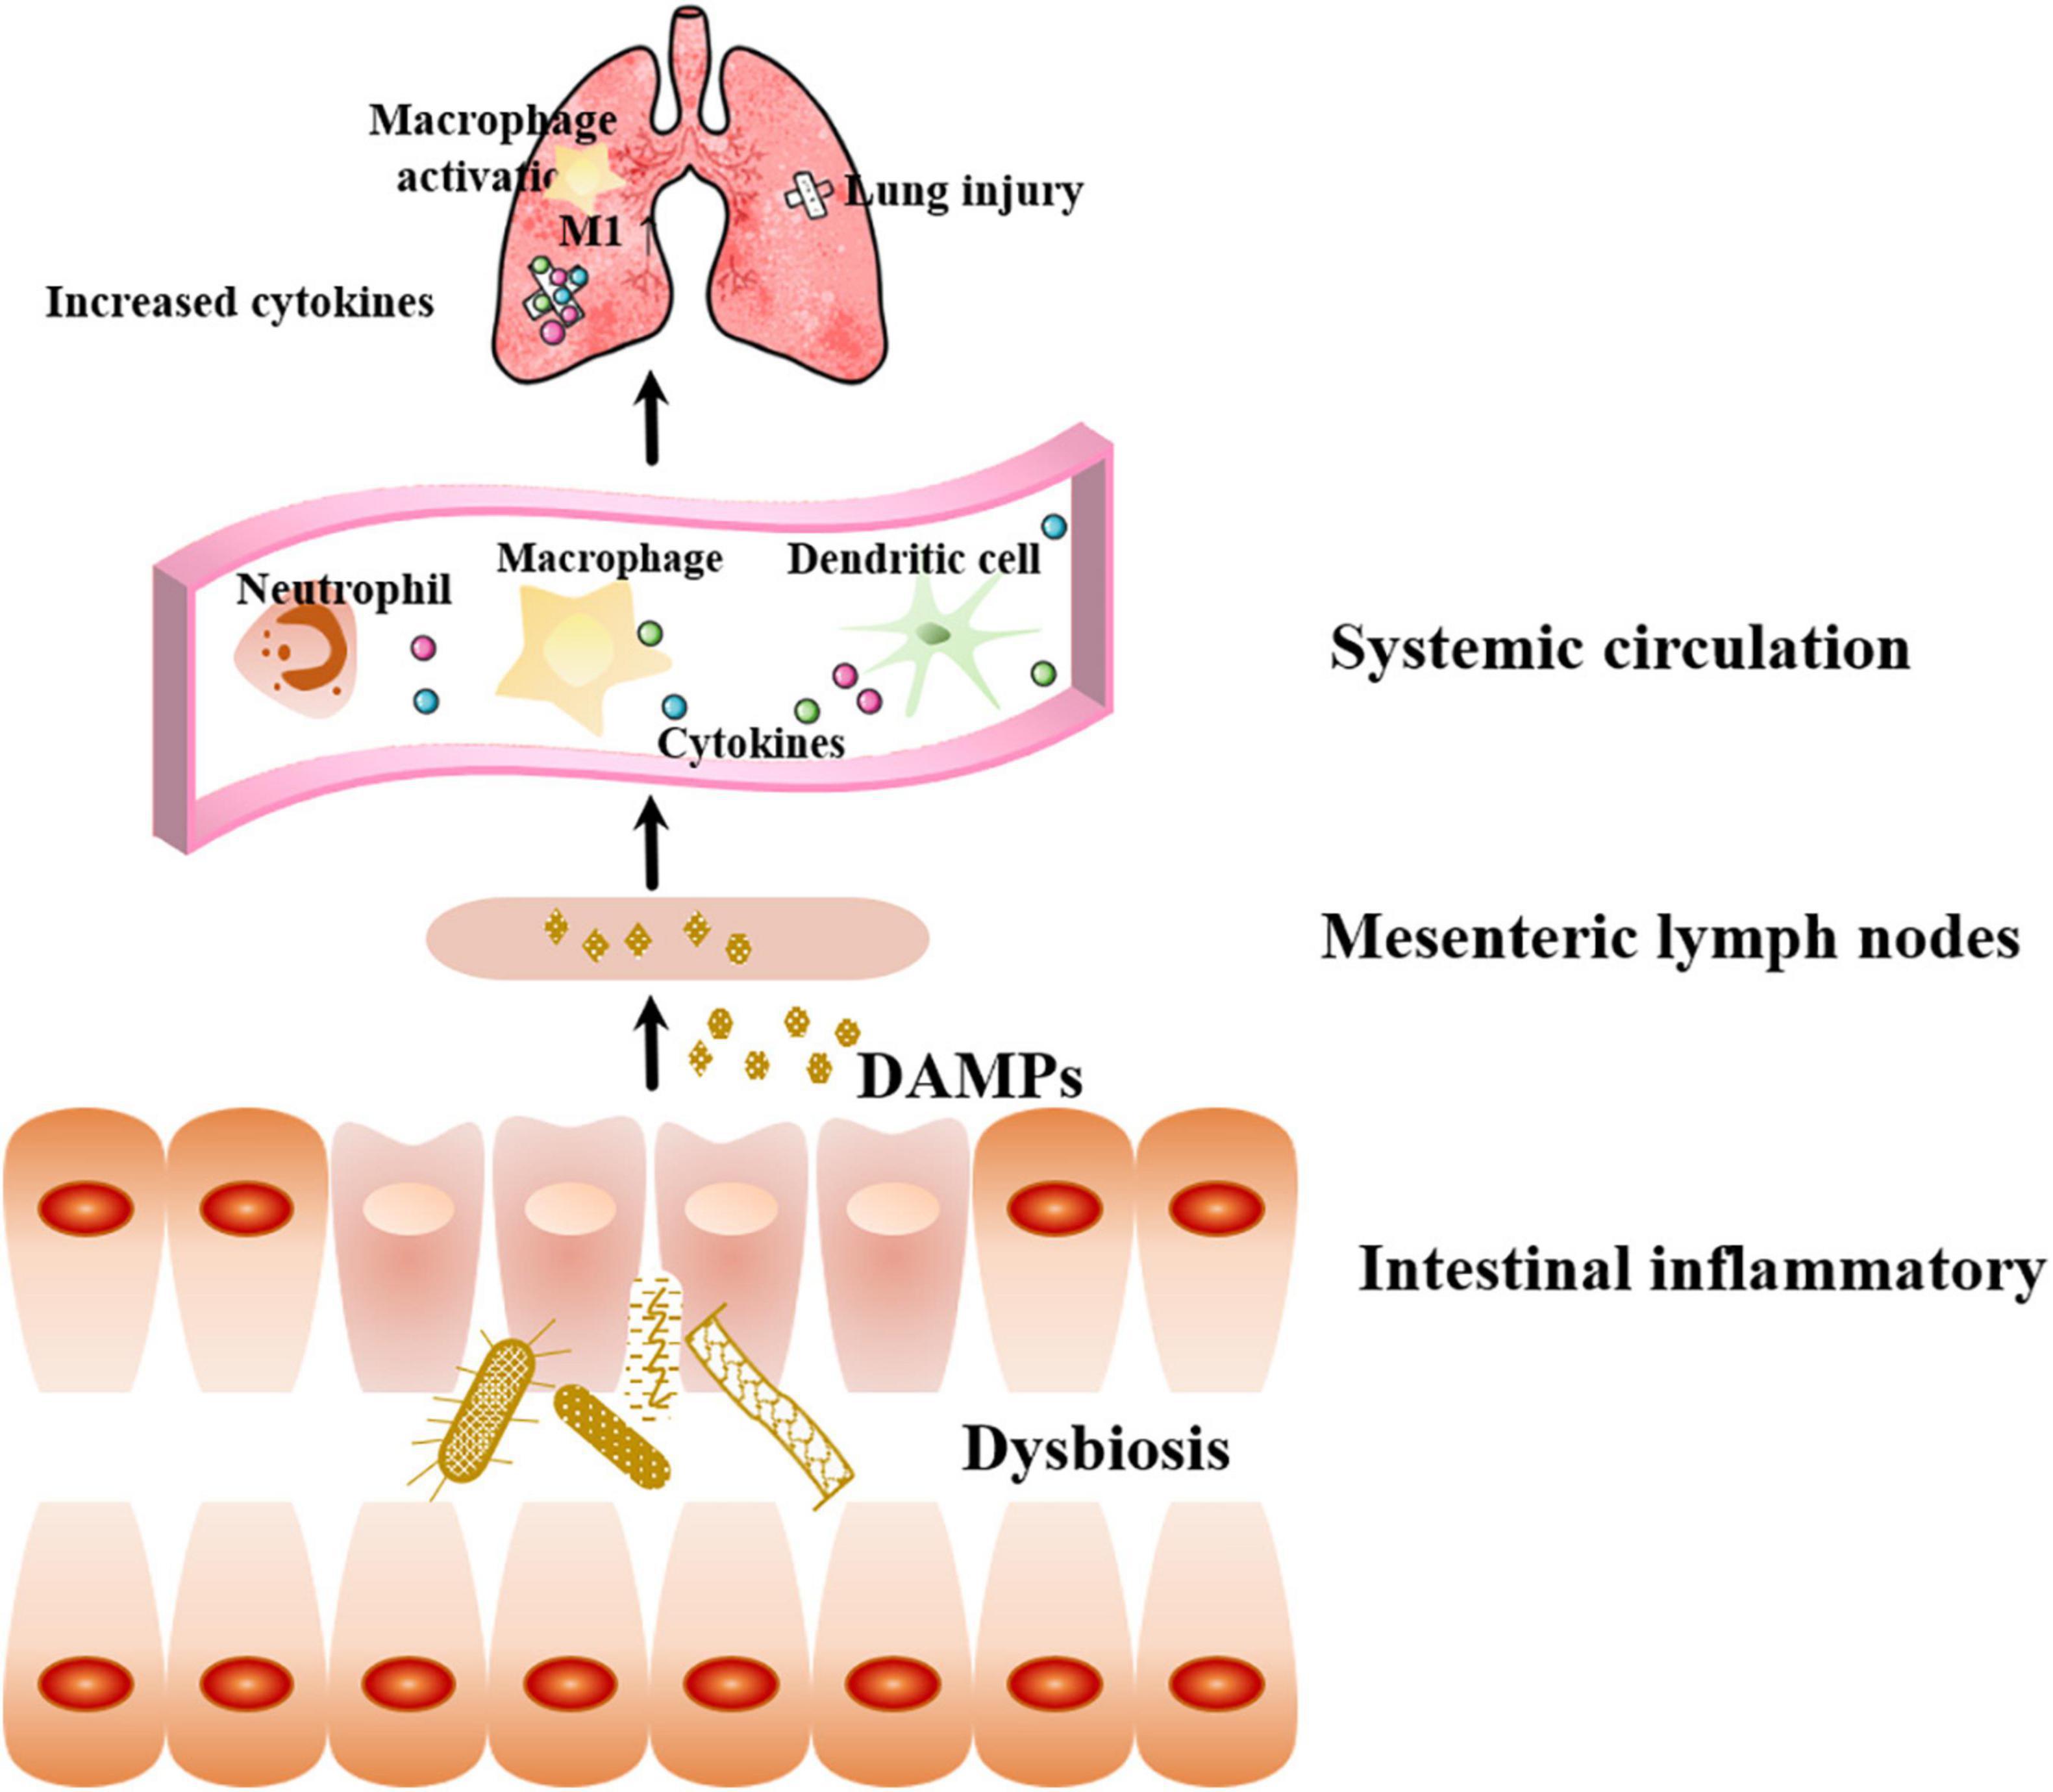 Macrophage
activatio
Lung injury
M1 ↑
Increased cytokines
Neutrophil
Macrophage
Dendritic cell
Cytokines
Systemic circulation
Mesenteric lymph nodes
DAMPs
Intestinal inflammatory
Dysbiosis